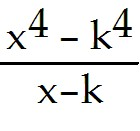 x⁴ – k⁴
x–k